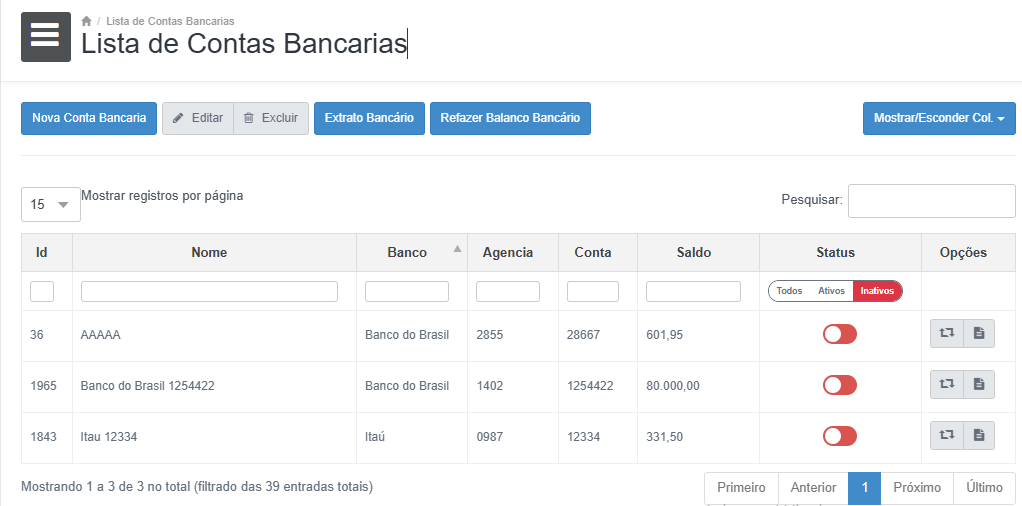 / Lista de Contas Bancarias
Lista de Contas Bancarias
Nova Conta Bancaria Editar Excluir Extrato Bancário Refazer Balanco Bancário Mostrar/Esconder Col.
15 Mostrar registros por página Pesquisar:
Id Nome Banco Agencia Conta Saldo Status Opções
Todos Ativos Inativos
36 AAAAA Banco do Brasil 2855 28667 601,95
1965 Banco do Brasil 1254422 Banco do Brasil 1402 1254422 80.000,00
1843 Itau 12334 Itaú 0987 12334 331,50
Mostrando 1 a 3 de 3 no total (filtrado das 39 entradas totais) Primeiro Anterior 1 Próximo Último